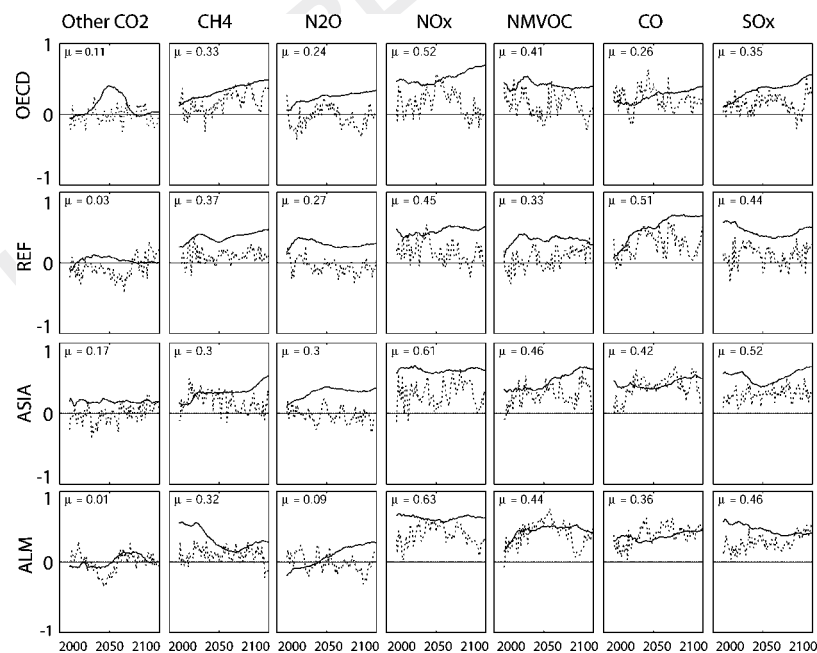 Other CO2 CH4 N2O NOx NMVOC CO SOx
1 μ = 0.11 μ = 0.33 μ = 0.24 μ = 0.52 μ = 0.41 μ = 0.26 μ = 0.35
OECD
0
-1
1 μ = 0.03 μ = 0.37 μ = 0.27 μ = 0.45 μ = 0.33 μ = 0.51 μ = 0.44
REF
0
-1
1 μ = 0.17 μ = 0.3 μ = 0.3 μ = 0.61 μ = 0.46 μ = 0.42 μ = 0.52
ASIA
0
-1
1 μ = 0.01 μ = 0.32 μ = 0.09 μ = 0.63 μ = 0.44 μ = 0.36 μ = 0.46
ALM
0
-1
2000 2050 2100 2000 2050 2100 2000 2050 2100 2000 2050 2100 2000 2050 2100 2000 2050 2100 2000 2050 2100